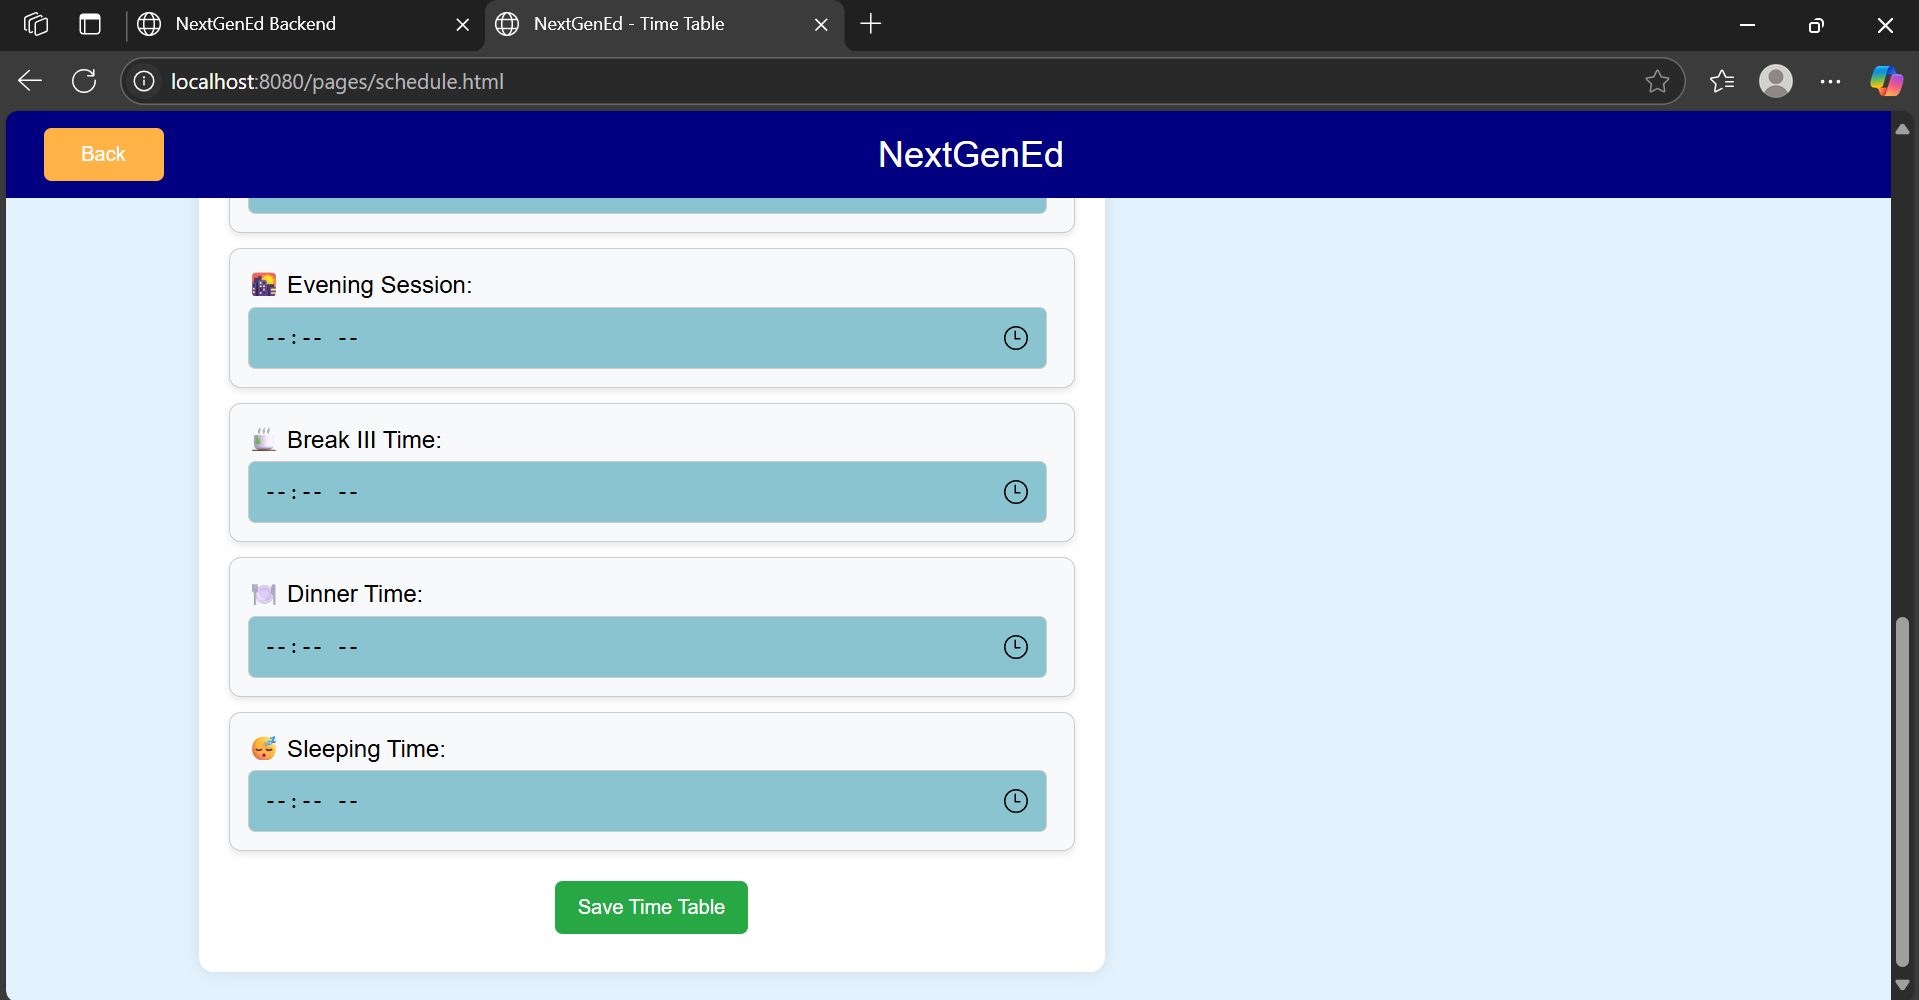 NextGenEd Backend
NextGenEd - Time Table
localhost:8080/pages/schedule.html
Back
NextGenEd
🌇 Evening Session:
--:-- --
☕ Break III Time:
--:-- --
🍽️ Dinner Time:
--:-- --
😴 Sleeping Time:
--:-- --
Save Time Table